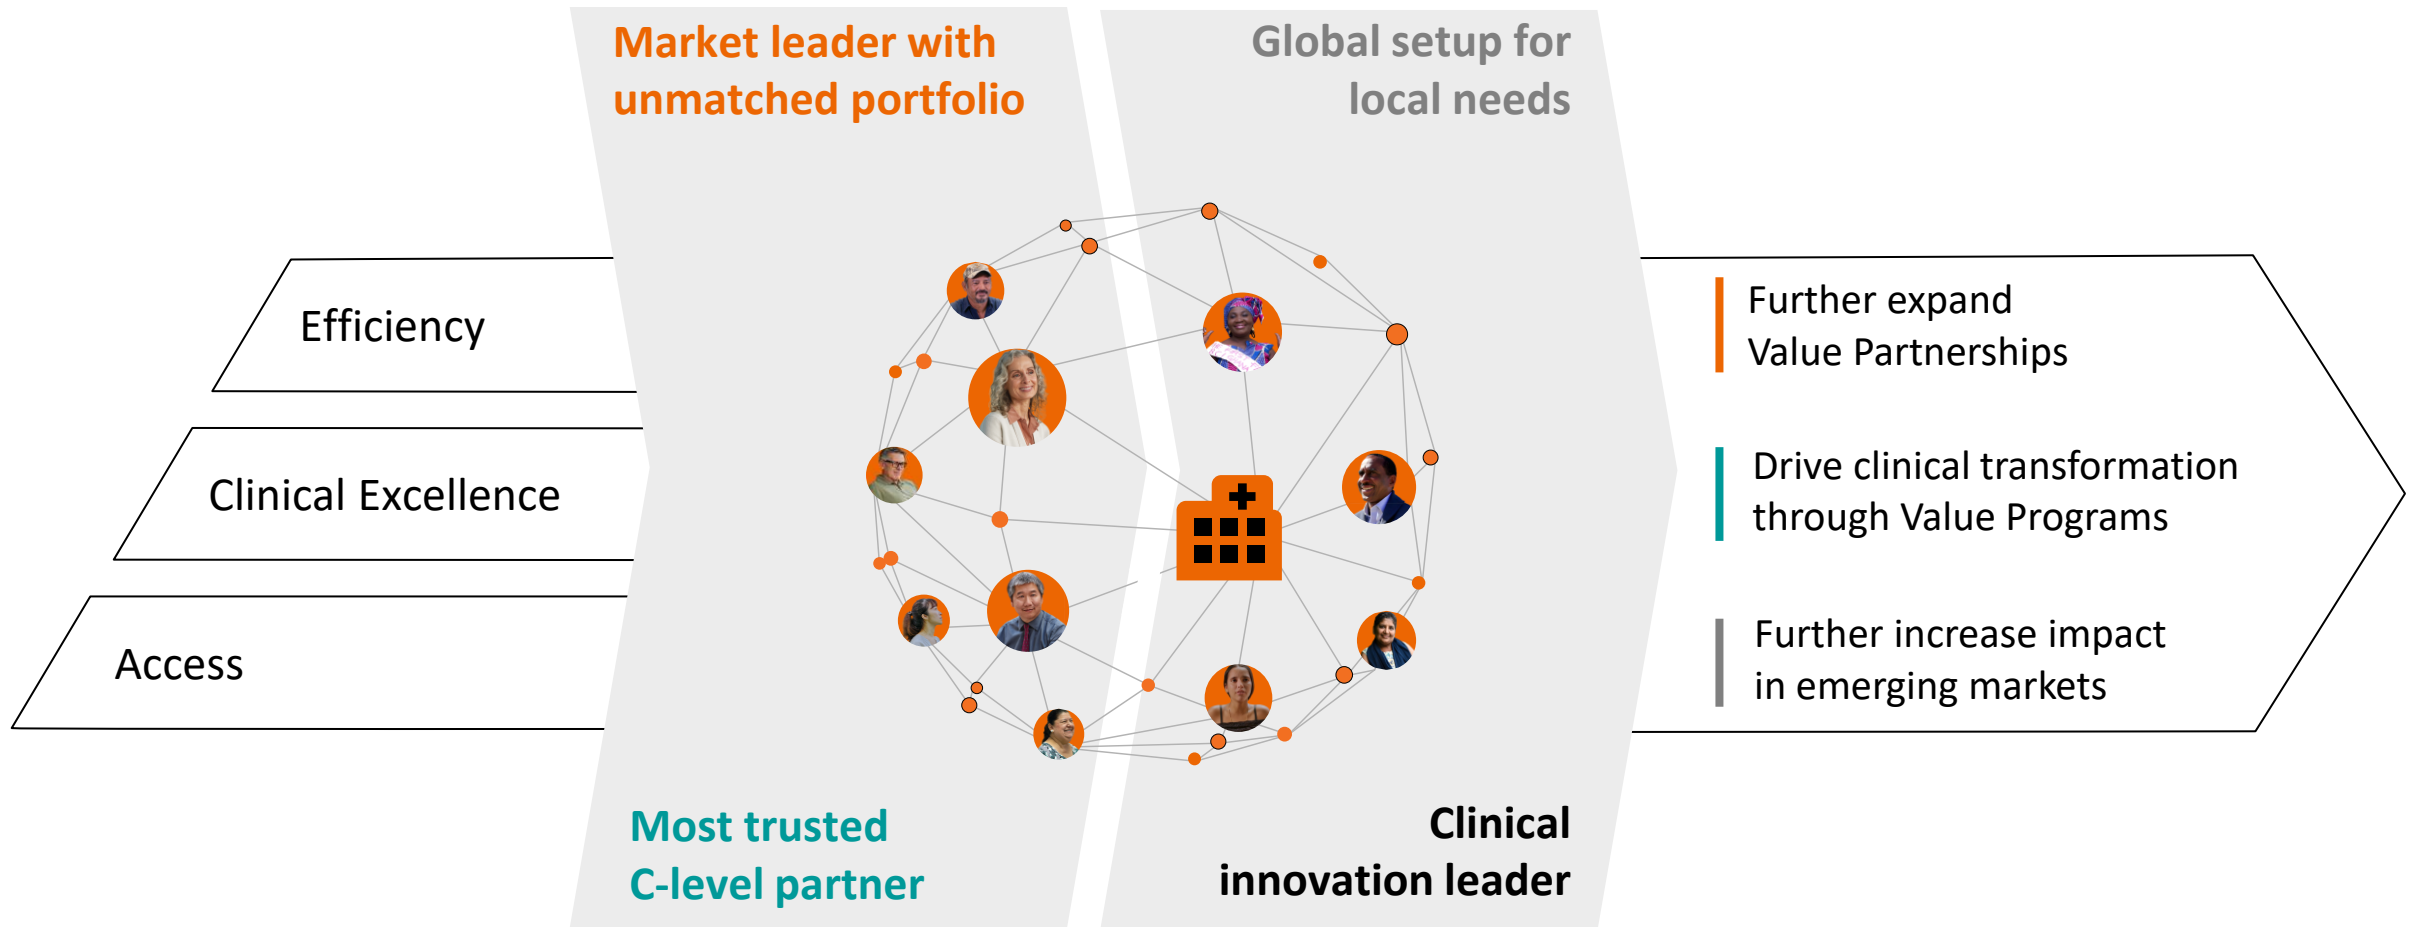 Market leader with
unmatched portfolio
Global setup for
local needs
Efficiency
Clinical Excellence
Access
Most trusted
C-level partner
Clinical
innovation leader
Further expand
Value Partnerships
Drive clinical transformation
through Value Programs
Further increase impact
in emerging markets